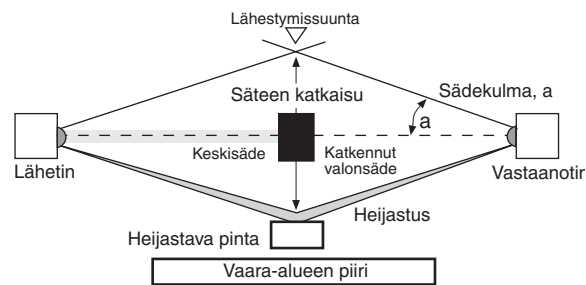 Lähestymissuunta
Säteen katkaisu
Sädekulma, a
a
Keskisäde
Katkennut
valonsäde
Lähetin
Vastaanotin
Heijastus
Heijastava pinta
Vaara-alueen piiri